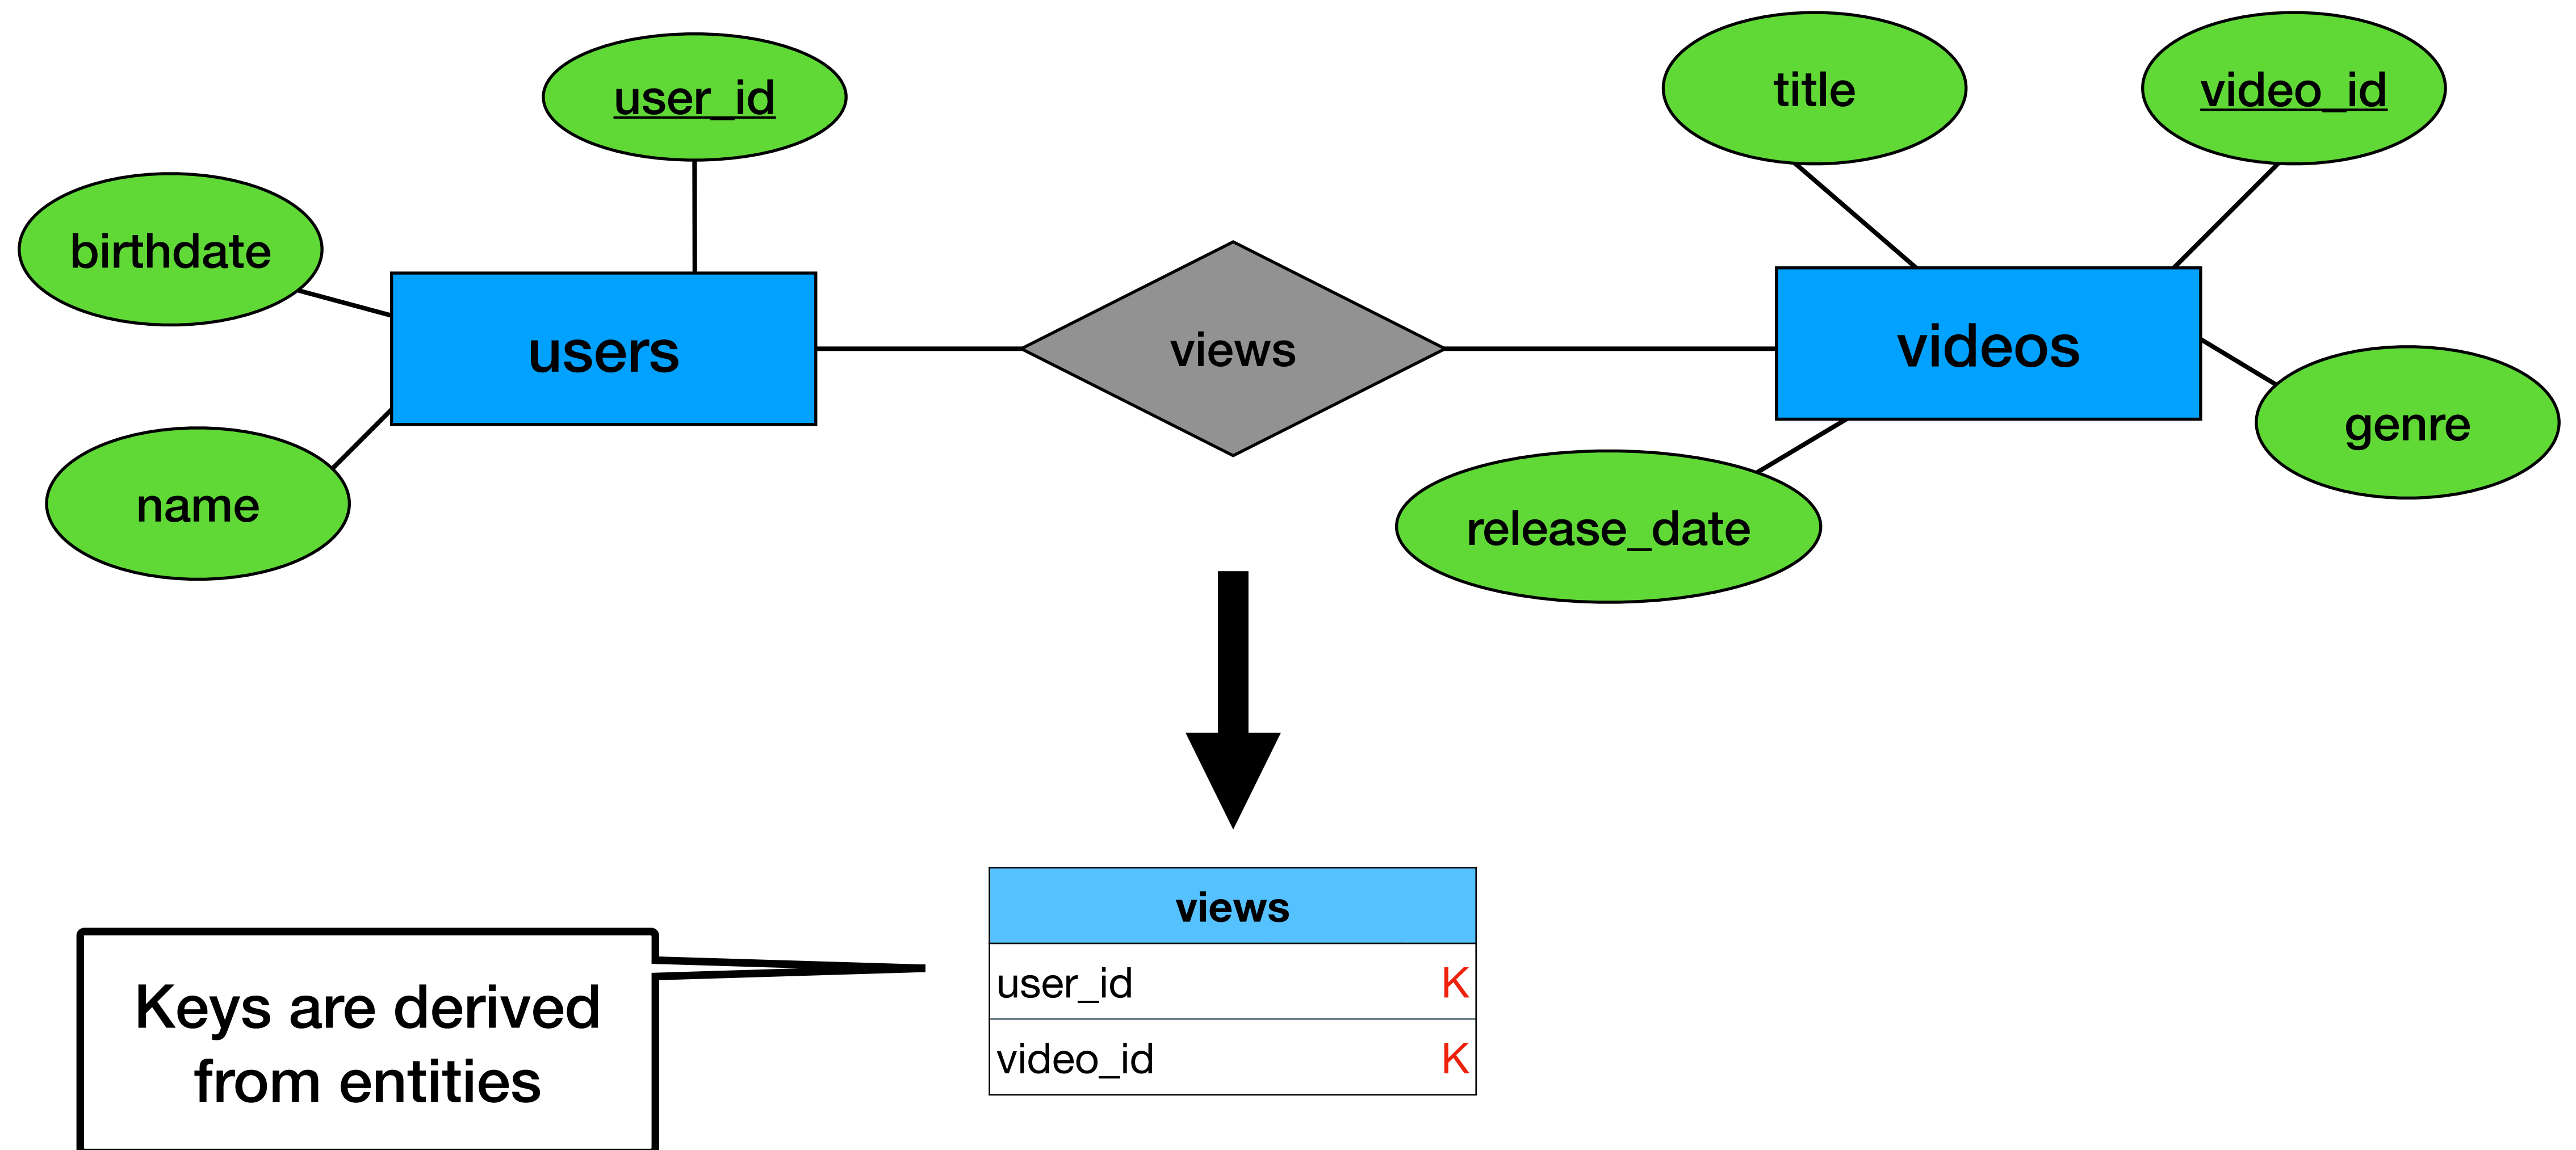 user_id
title
video_id
birthdate
users
views
videos
name
release_date
genre
views
user_id K
video_id K
Keys are derived
from entities